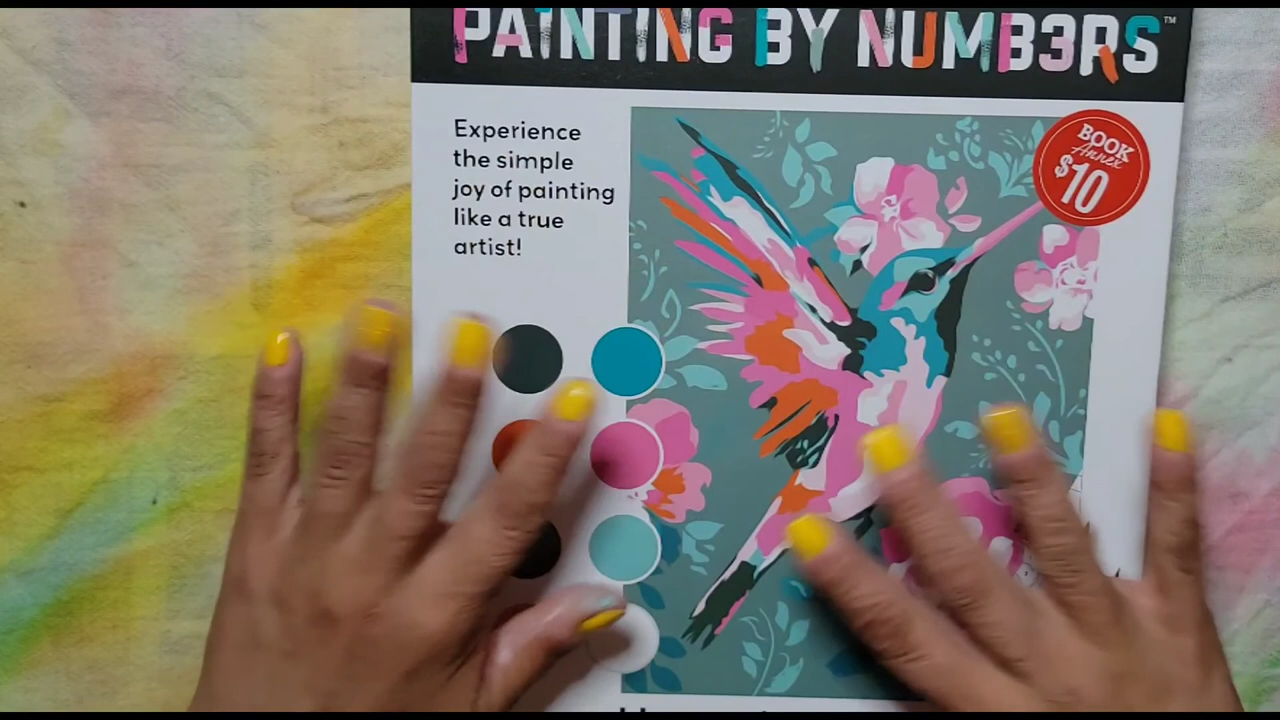 PAINTING BY NUMB3RS™
Experience
the simple
joy of painting
like a true
artist!
BOOK
Annex
$10